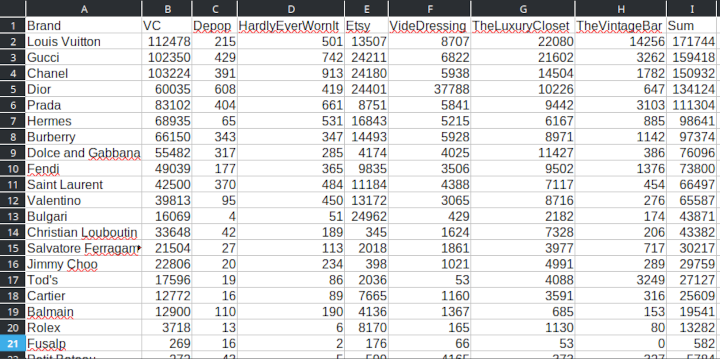 A B C D E F G H I
1 Brand VC Depop HardlyEverWornIt Etsy VideDressing TheLuxuryCloset TheVintageBar Sum
2 Louis Vuitton 112478 215 501 13507 8707 22080 14256 171744
3 Gucci 102350 429 742 24211 6822 21602 3262 159418
4 Chanel 103224 391 913 24180 5938 14504 1782 150932
5 Dior 60035 608 419 24401 37788 10226 647 134124
6 Prada 83102 404 661 8751 5841 9442 3103 111304
7 Hermes 68935 65 531 16843 5215 6167 885 98641
8 Burberry 66150 343 347 14493 5928 8971 1142 97374
9 Dolce and Gabbana 55482 317 285 4174 4025 11427 386 76096
10 Fendi 49039 177 365 9835 3506 9502 1376 73800
11 Saint Laurent 42500 370 484 11184 4388 7117 454 66497
12 Valentino 39813 95 450 13172 3065 8716 276 65587
13 Bulgari 16069 4 51 24962 429 2182 174 43871
14 Christian Louboutin 33648 42 189 345 1624 7328 206 43382
15 Salvatore Ferragam 21504 27 113 2018 1861 3977 717 30217
16 Jimmy Choo 22806 20 234 398 1021 4991 289 29759
17 Tod's 17596 19 86 2036 53 4088 3249 27127
18 Cartier 12772 16 89 7665 1160 3591 316 25609
19 Balmain 12900 110 190 4136 1367 685 153 19541
20 Rolex 3718 13 6 8170 165 1130 80 13282
21 Fusalp 269 16 2 176 66 53 0 582